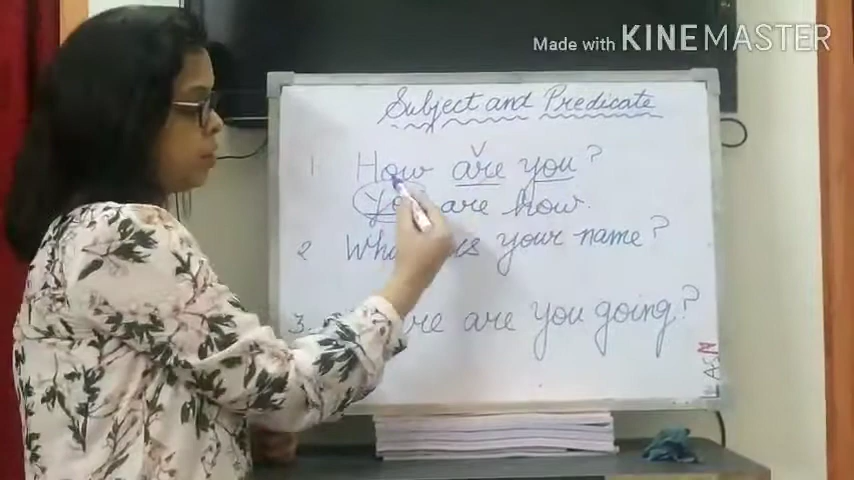 Made with KINEMASTER
Subject and Predicate
1 How are you?
are how.
2 is your name?
3. are you going?